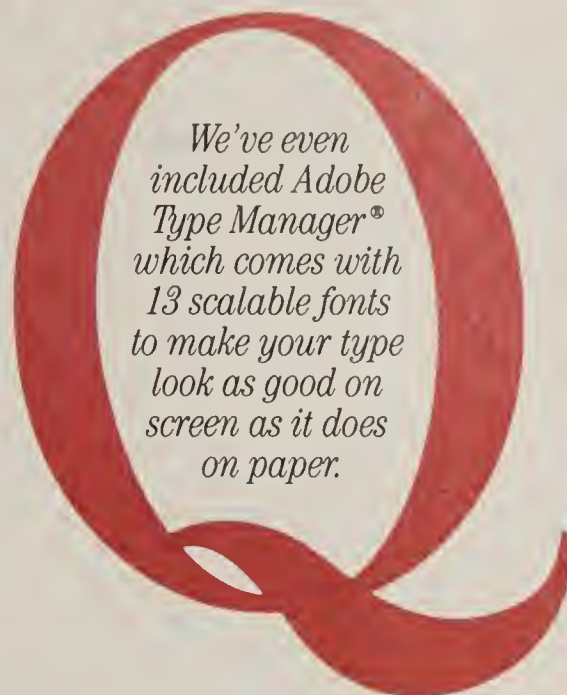 We've even
included Adobe
Type Manager®
which comes with
13 scalable fonts
to make your type
look as good on
screen as it does
on paper.
Q